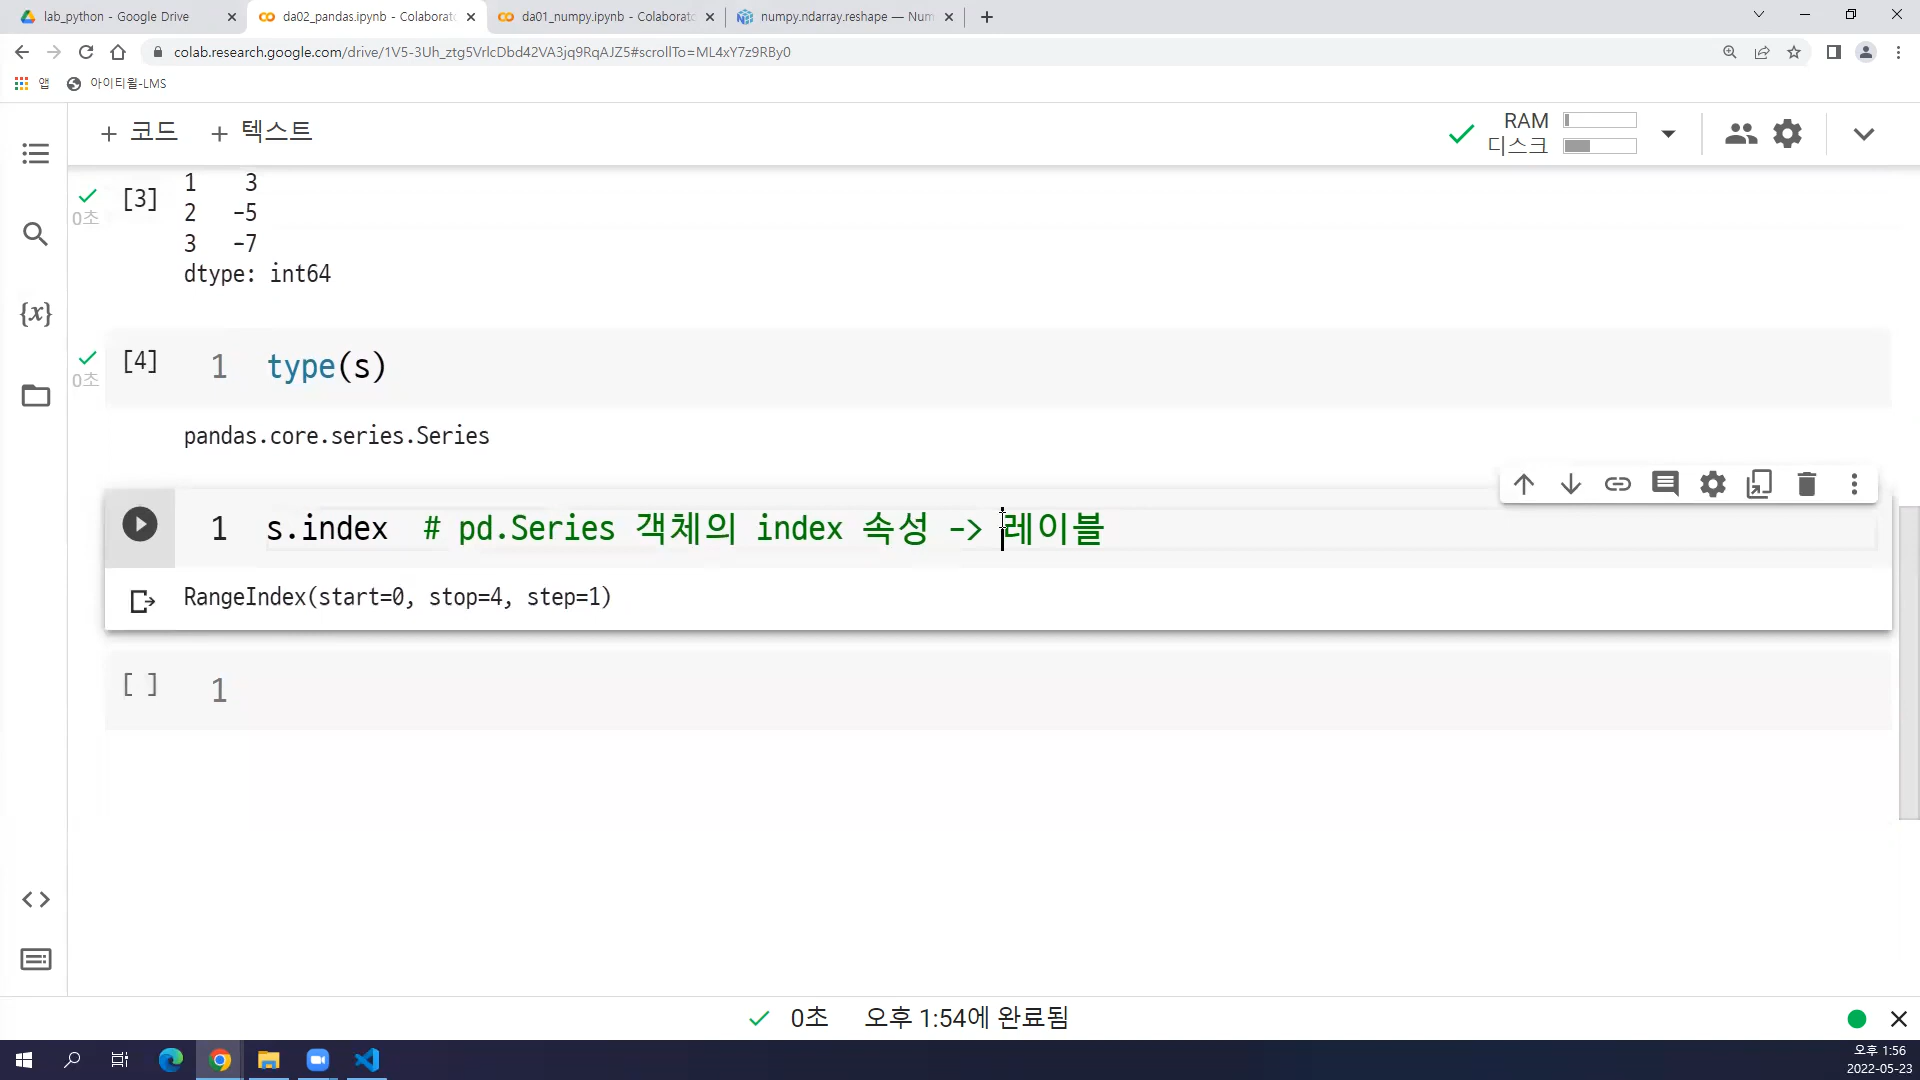 lab_python - Google Drive
da02_pandas.ipynb - Colaborato
da01_numpy.ipynb - Colaborato
numpy.ndarray.reshape — Num
colab.research.google.com/drive/1V5-3Uh_ztg5VrlcDbd42VA3jq9RqAJZ5#scrollTo=ML4xY7z9RBy0
앱 아이티윌-LMS
+ 코드 + 텍스트
RAM
디스크
[3] 1 3
0초
2 -5
3 -7
dtype: int64
[4] 1 type(s)
0초
pandas.core.series.Series
1 s.index # pd.Series 객체의 index 속성 -> 레이블
RangeIndex(start=0, stop=4, step=1)
[ ] 1
0초 오후 1:54에 완료됨
오후 1:56
2022-05-23